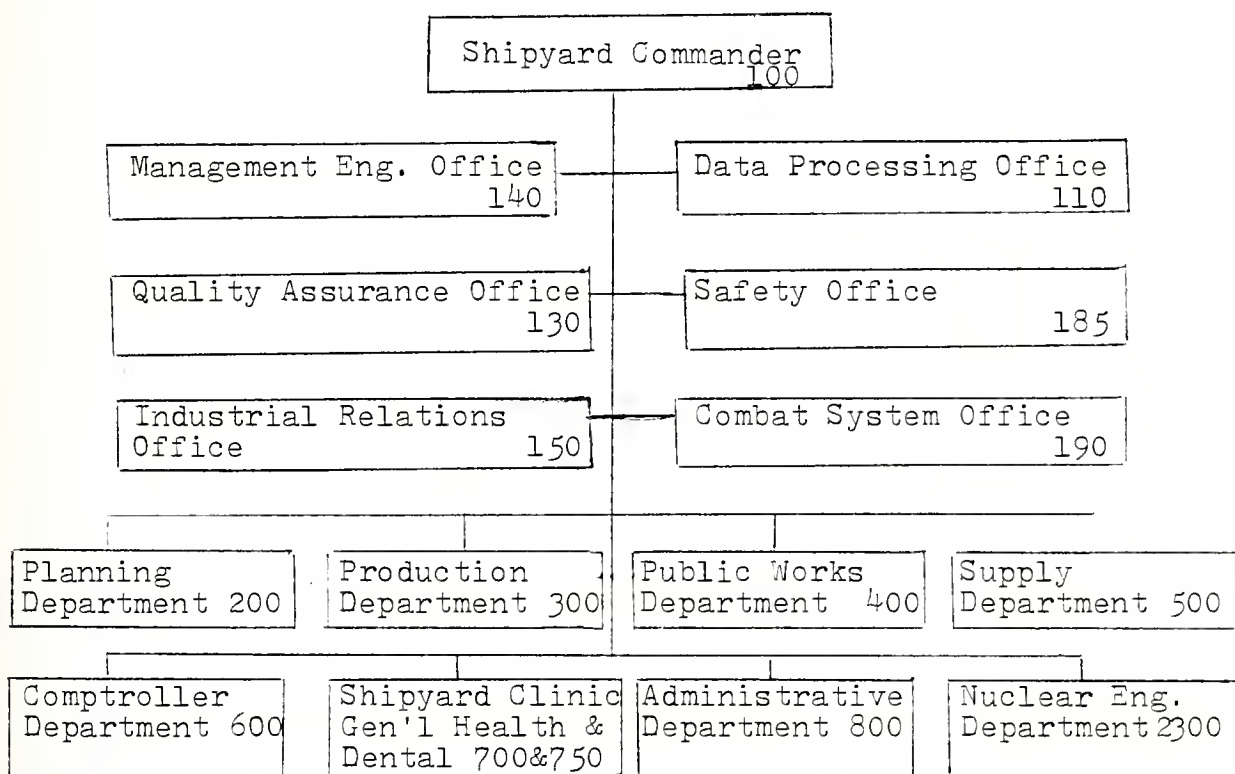 Shipyard Commander
100
Management Eng. Office
140
Data Processing Office
110
Quality Assurance Office
130
Safety Office
185
Industrial Relations
Office 150
Combat System Office
190
Planning
Department 200
Production
Department 300
Public Works
Department 400
Supply
Department 500
Comptroller
Department 600
Shipyard Clinic
Gen'l Health &
Dental 700&750
Administrative
Department 800
Nuclear Eng.
Department 2300